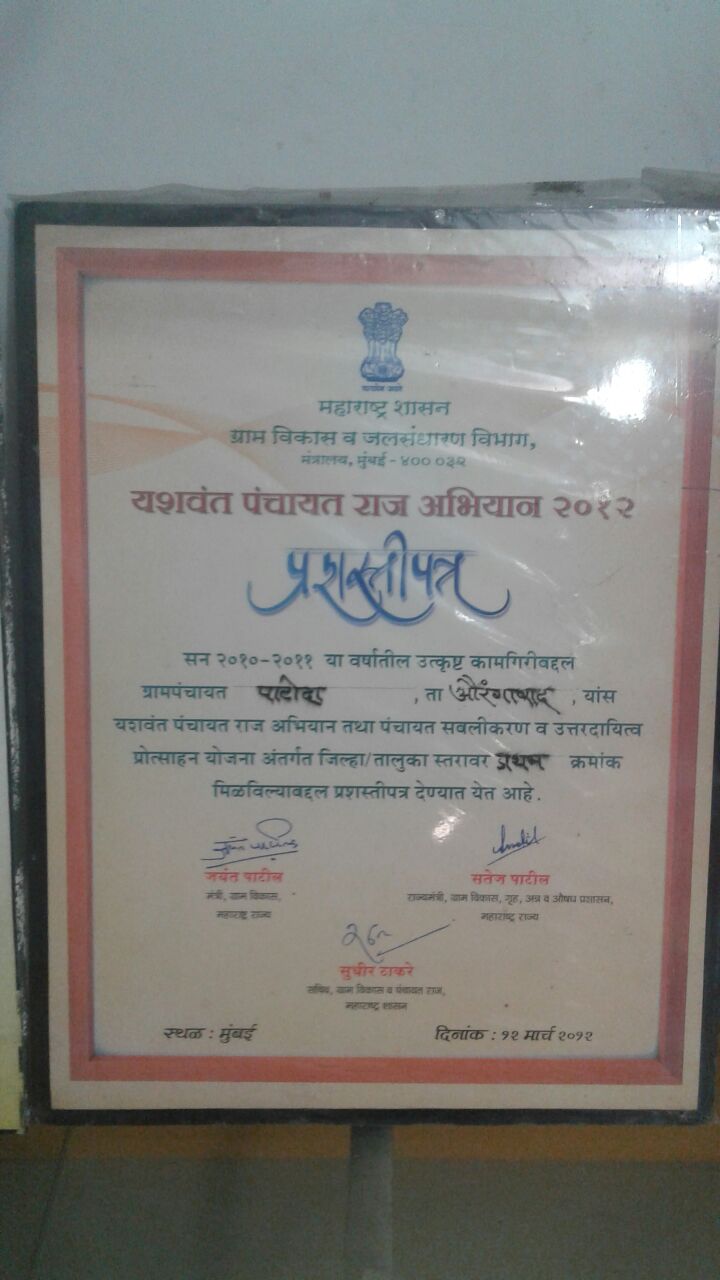 महाराष्ट्र शासन
ग्राम विकास व जलसंधारण विभाग,
मंत्रालय, मुंबई - ४०० ०३२
यशवंत पंचायत राज अभियान २०१२
प्रशस्तीपत्र
सन २०१०-२०११ या वर्षातील उत्कृष्ट कामगिरीबद्दल
ग्रामपंचायत पाटोदा , ता औरंगाबाद , यांस
यशवंत पंचायत राज अभियान तथा पंचायत सबलीकरण व उत्तरदायित्व
प्रोत्साहन योजना अंतर्गत जिल्हा/तालुका स्तरावर प्रथम क्रमांक
मिळविल्याबद्दल प्रशस्तीपत्र देण्यात येत आहे.
जयंत पाटील
मंत्री, ग्राम विकास,
महाराष्ट्र राज्य
सतेज पाटील
राज्यमंत्री, ग्राम विकास, गृह, अन्न व औषध प्रशासन,
महाराष्ट्र राज्य
सुधीर ठाकरे
सचिव, ग्राम विकास व पंचायत राज,
महाराष्ट्र शासन
स्थळ : मुंबई दिनांक : १२ मार्च २०१२